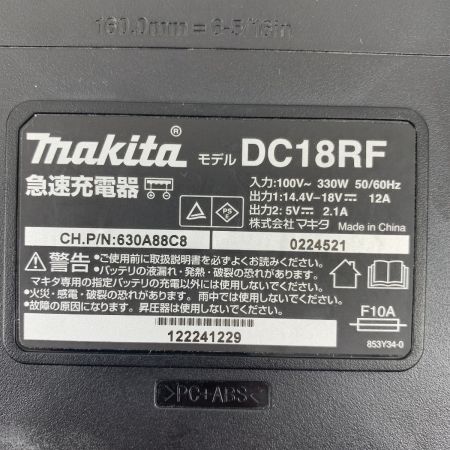 160.0mm = 6-5/16in
makita® モデル DC18RF
急速充電器
入力:100V~ 330W 50/60Hz
出力1:14.4V-18V⎓ 12A
出力2:5V⎓ 2.1A
株式会社マキタ Made in China
CH.P/N:630A88C8
0224521
⚠警告
●ご使用前に取扱説明書を必ずよくお読みください。
●バッテリの液漏れ・発熱・破裂の恐れがあります。
マキタ専用の指定バッテリの充電以外には使用しないでください。
●火災・感電・破裂の恐れあり。雨中では使用しないでください。
●故障の原因になります。昇圧器は使用しないでください。
F10A
122241229
853Y34-0
>PC+ABS<